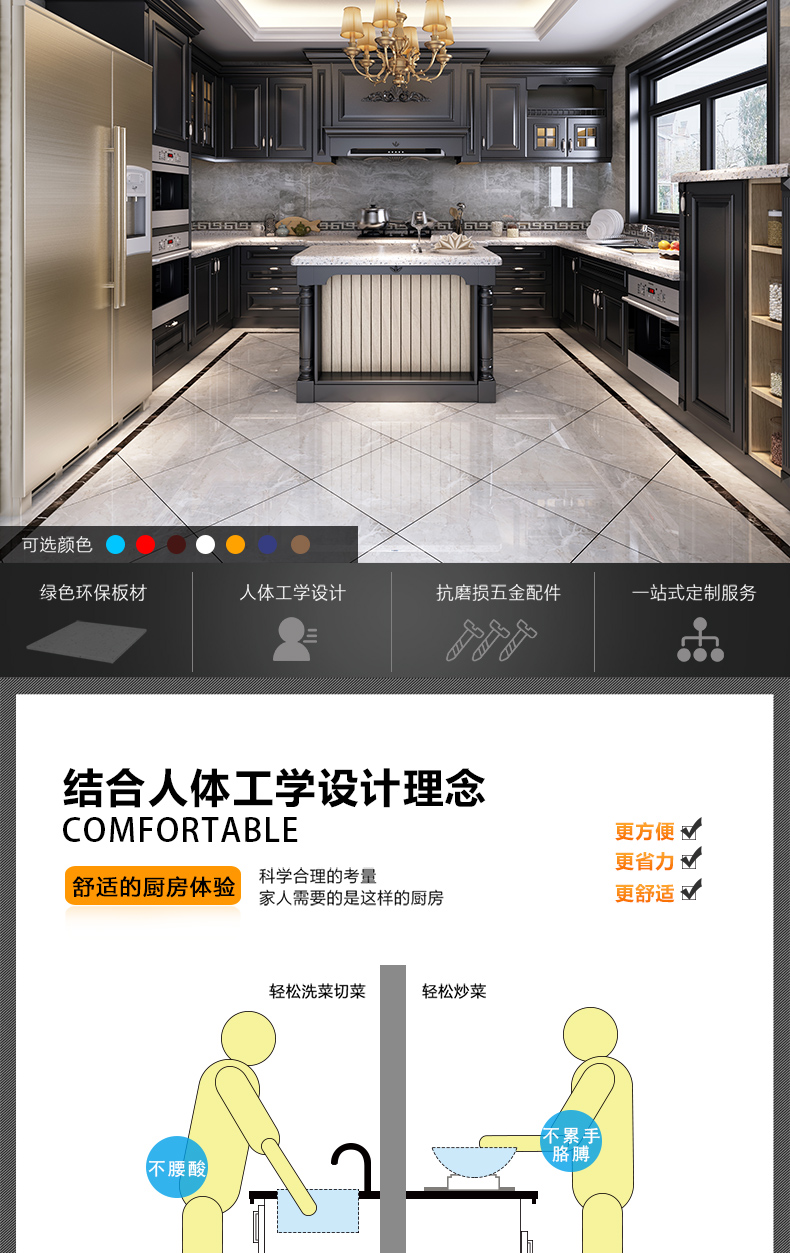 可选颜色
绿色环保板材
人体工学设计
抗磨损五金配件
一站式定制服务
结合人体工学设计理念
COMFORTABLE
舒适的厨房体验
科学合理的考量
家人需要的是这样的厨房
更方便
更省力
更舒适
轻松洗菜切菜
轻松炒菜
不腰酸
不累手
胳膊